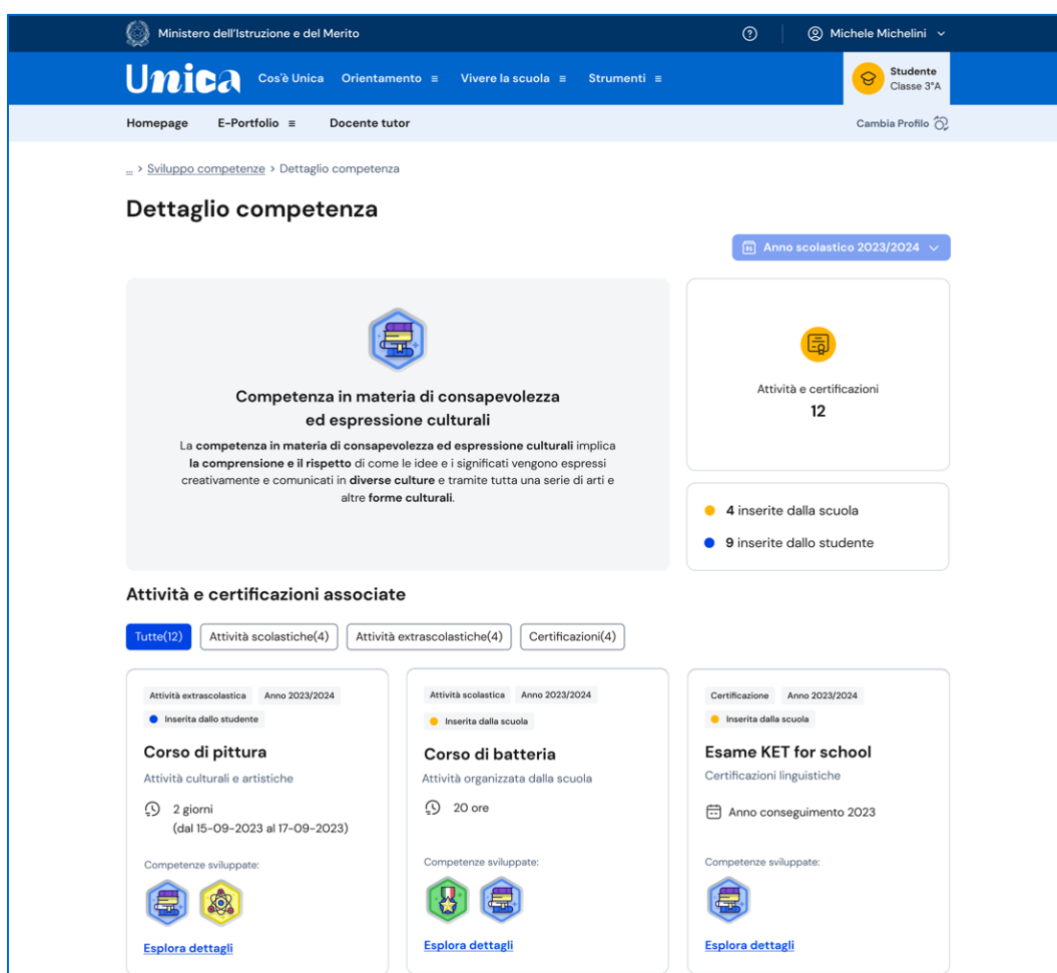 Ministero dell'Istruzione e del Merito
Michele Michelini
Unica
Cos'è Unica
Orientamento
Vivere la scuola
Strumenti
Studente
Classe 3°A
Homepage
E-Portfolio
Docente tutor
Cambia Profilo
... > Sviluppo competenze > Dettaglio competenza
Dettaglio competenza
Anno scolastico 2023/2024
Competenza in materia di consapevolezza
ed espressione culturali
La competenza in materia di consapevolezza ed espressione culturali implica
la comprensione e il rispetto di come le idee e i significati vengono espressi
creativamente e comunicati in diverse culture e tramite tutta una serie di arti e
altre forme culturali.
Attività e certificazioni
12
4 inserite dalla scuola
9 inserite dallo studente
Attività e certificazioni associate
Tutte(12)
Attività scolastiche(4)
Attività extrascolastiche(4)
Certificazioni(4)
Attività extrascolastica
Anno 2023/2024
Inserita dallo studente
Corso di pittura
Attività culturali e artistiche
2 giorni
(dal 15-09-2023 al 17-09-2023)
Competenze sviluppate:
Esplora dettagli
Attività scolastica
Anno 2023/2024
Inserita dalla scuola
Corso di batteria
Attività organizzata dalla scuola
20 ore
Competenze sviluppate:
Esplora dettagli
Certificazione
Anno 2023/2024
Inserita dalla scuola
Esame KET for school
Certificazioni linguistiche
Anno conseguimento 2023
Competenze sviluppate:
Esplora dettagli